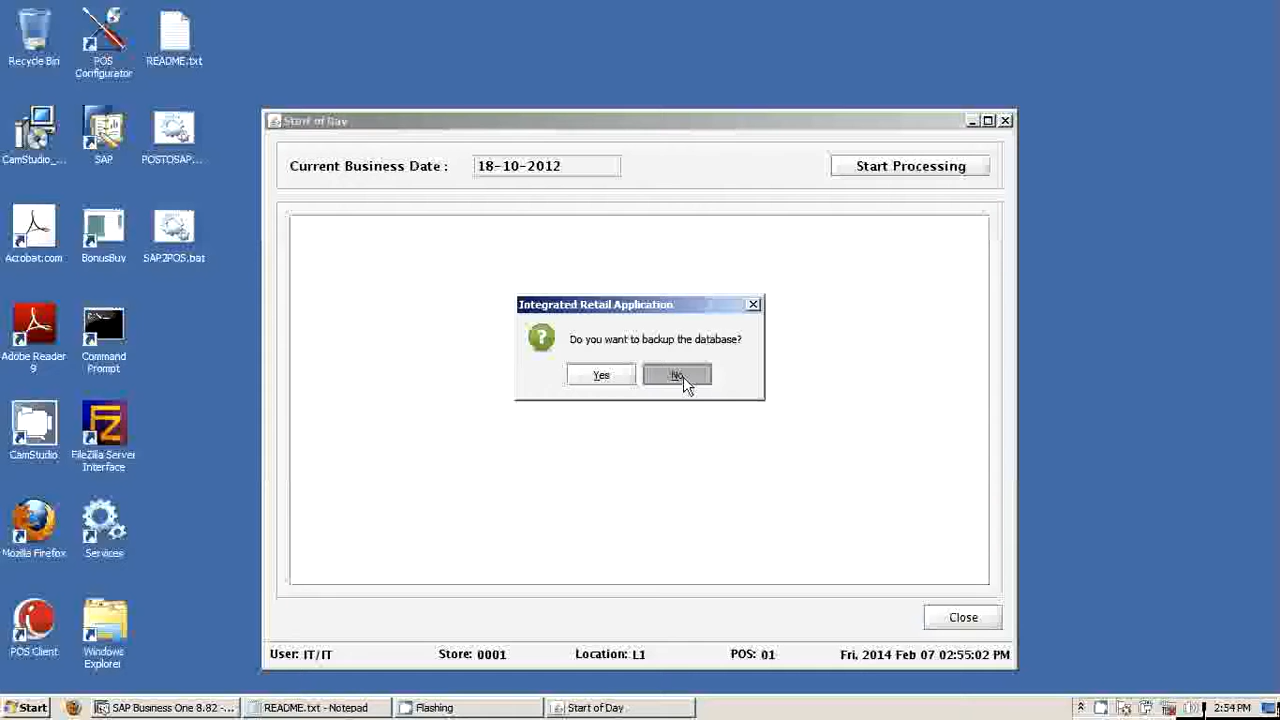 Recycle Bin
POS
Configurator
README.txt
CamStudio_...
SAP
POSTOSAP...
Acrobat.com
BonusBuy
SAP2POS.bat
Adobe Reader
9
Command
Prompt
CamStudio
FileZilla Server
Interface
Mozilla Firefox
Services
POS Client
Windows
Explorer
Start of Day
Current Business Date :
18-10-2012
Start Processing
Integrated Retail Application
Do you want to backup the database?
Yes
No
Close
User: IT/IT
Store: 0001
Location: L1
POS: 01
Fri, 2014 Feb 07 02:55:02 PM
Start
SAP Business One 8.82 -...
README.txt - Notepad
Flashing
Start of Day
2:54 PM